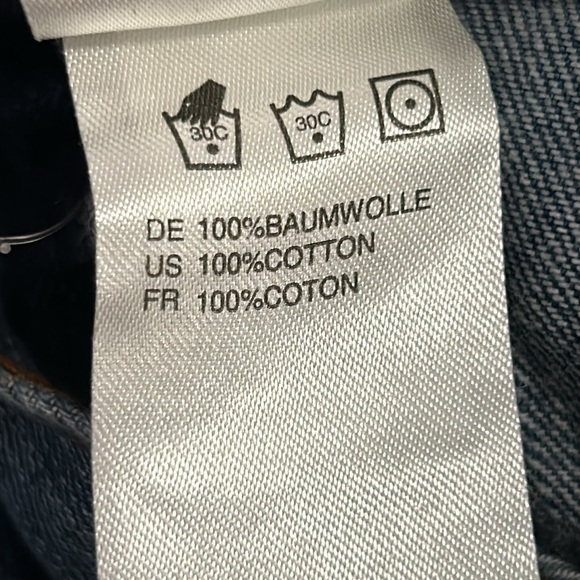 30C 30C
DE 100%BAUMWOLLE
US 100%COTTON
FR 100%COTON